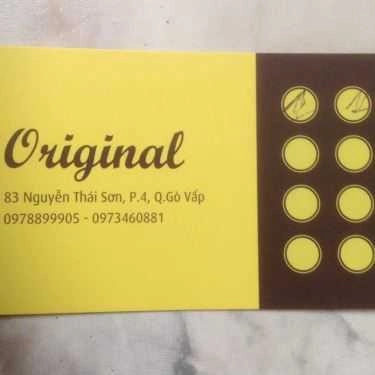 Original
83 Nguyễn Thái Sơn, P.4, Q.Gò Vấp
0978899905 - 0973460881